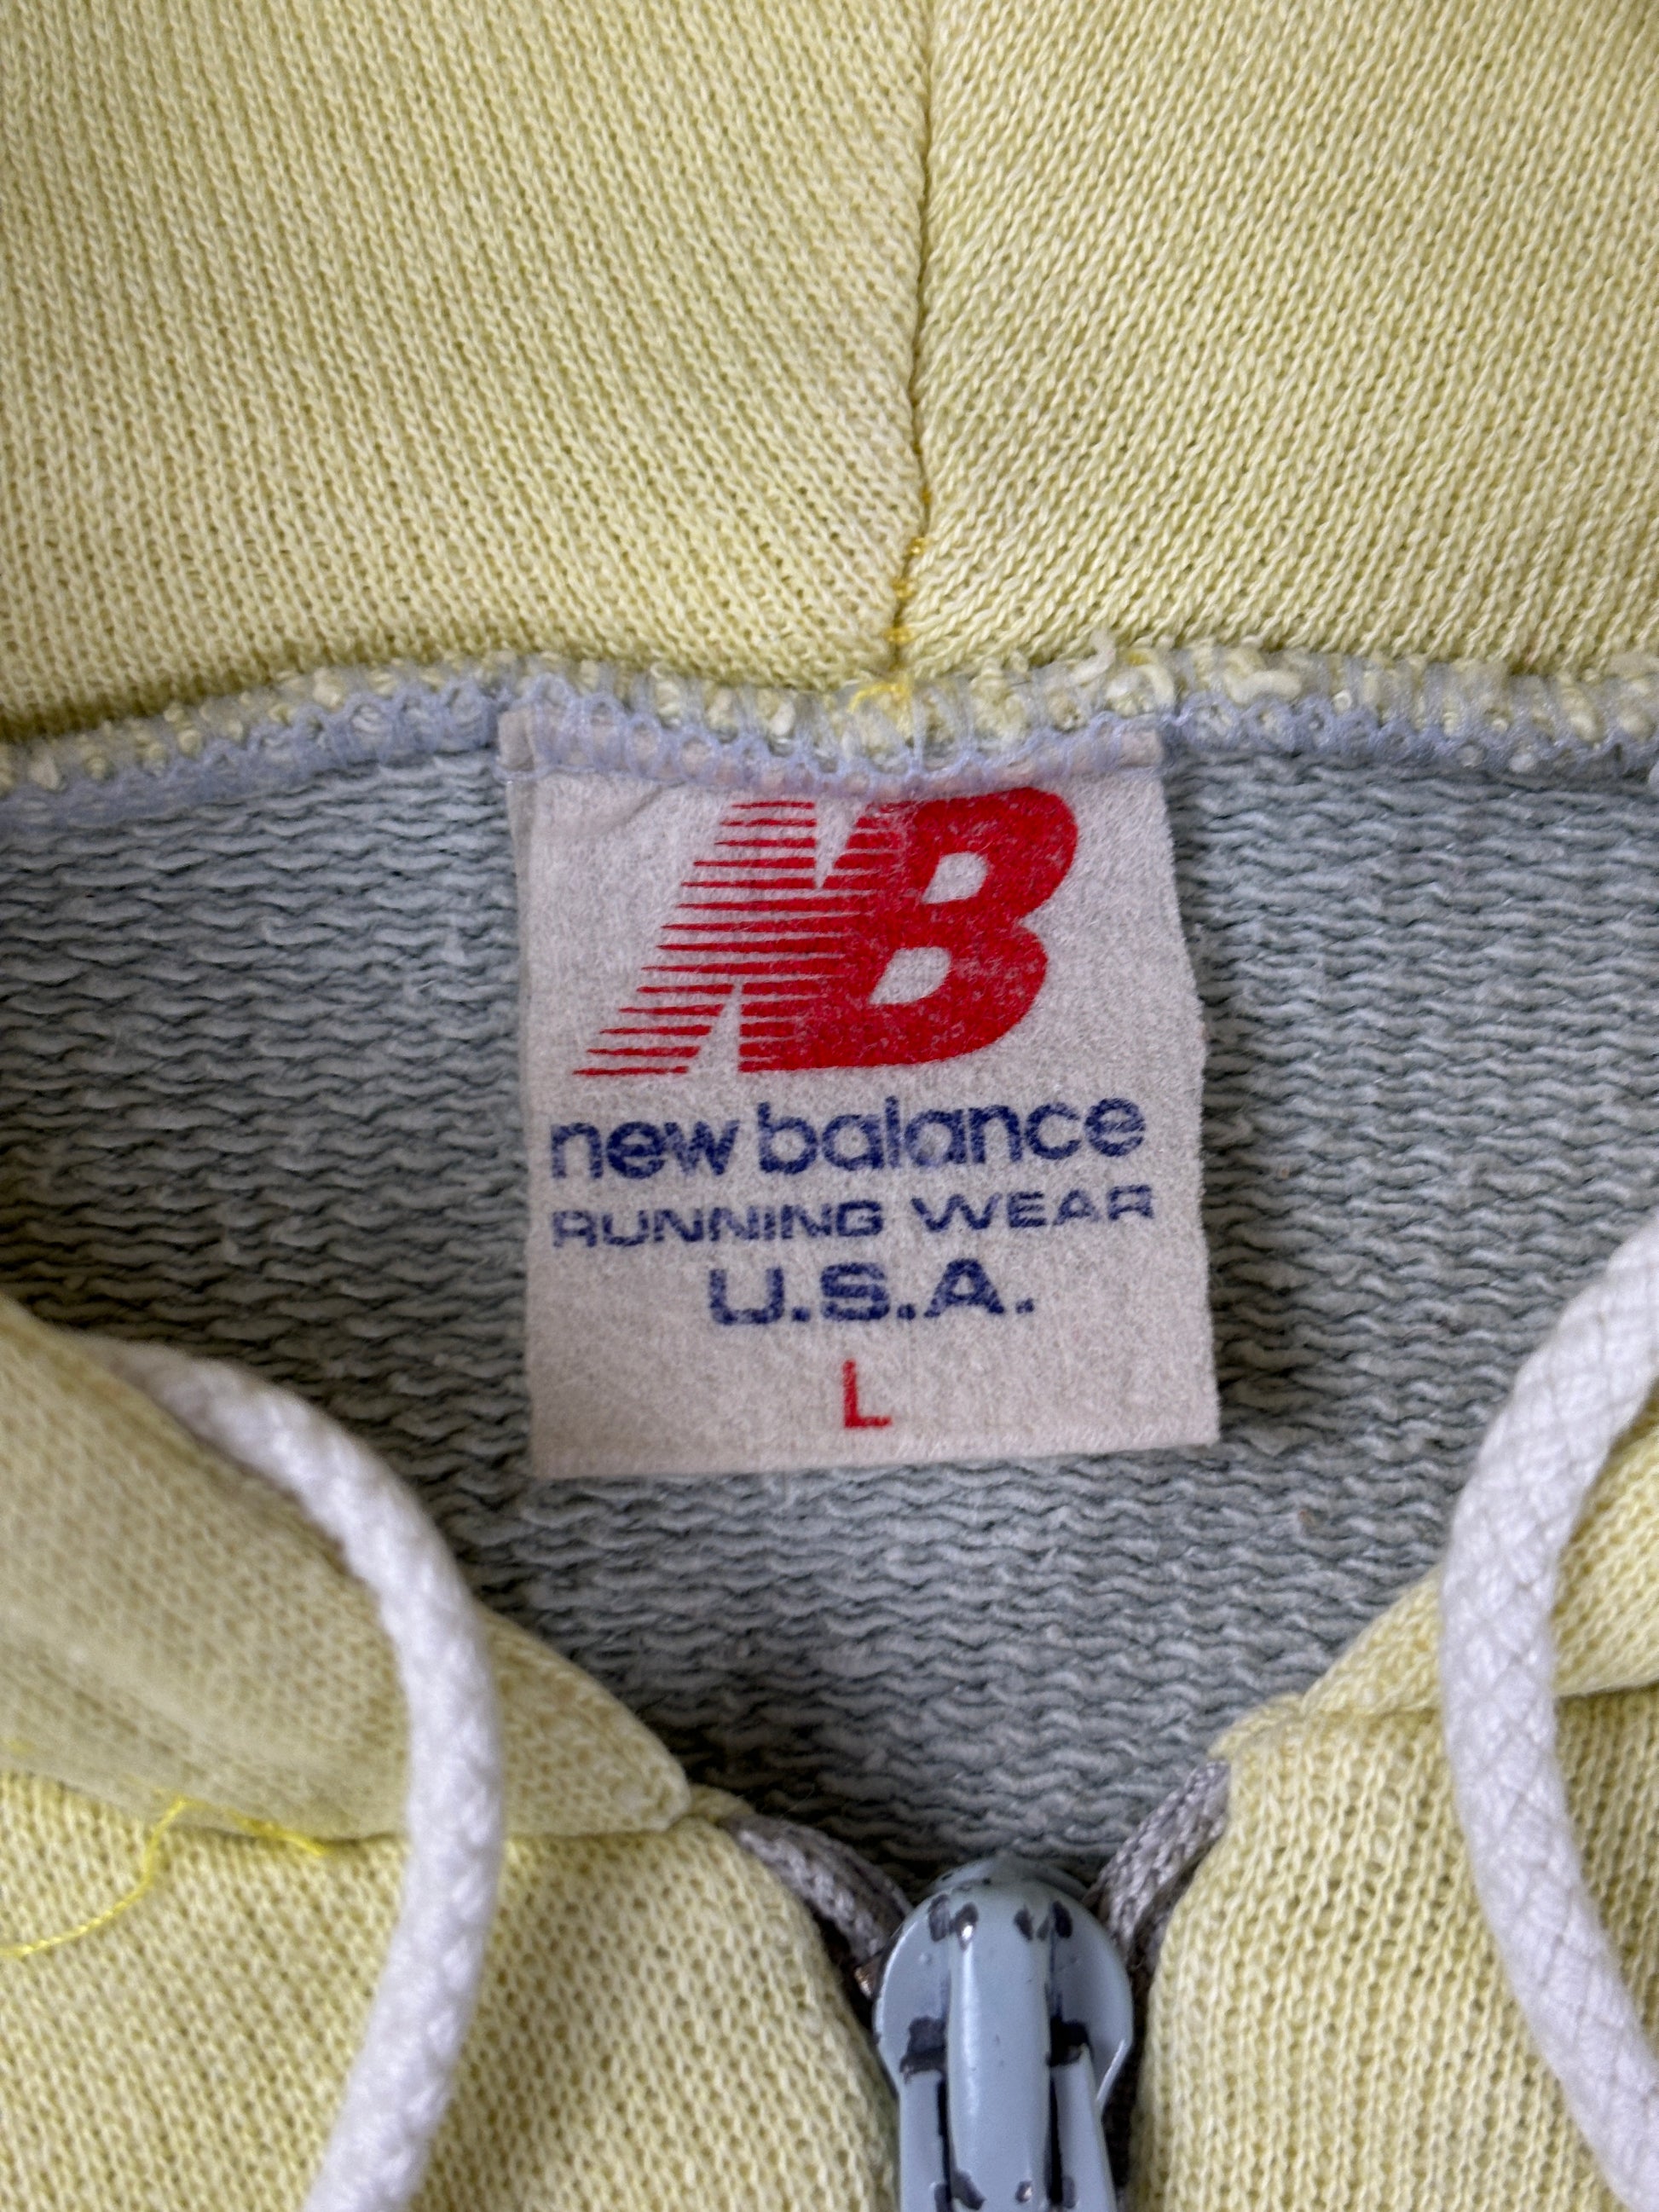 NB
new balance
RUNNING WEAR
U.S.A.
L